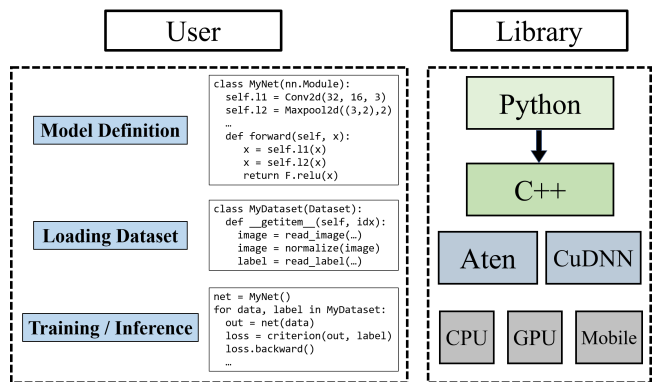 User
Library
Model Definition
class MyNet(nn.Module):
self.l1 = Conv2d(32, 16, 3)
self.l2 = Maxpool2d((3,2),2)
…
def forward(self, x):
x = self.l1(x)
x = self.l2(x)
return F.relu(x)
Loading Dataset
class MyDataset(Dataset):
def __getitem__(self, idx):
image = read_image(…)
image = normalize(image)
label = read_label(…)
Training / Inference
net = MyNet()
for data, label in MyDataset:
out = net(data)
loss = criterion(out, label)
loss.backward()
…
Python
C++
Aten
CuDNN
CPU
GPU
Mobile